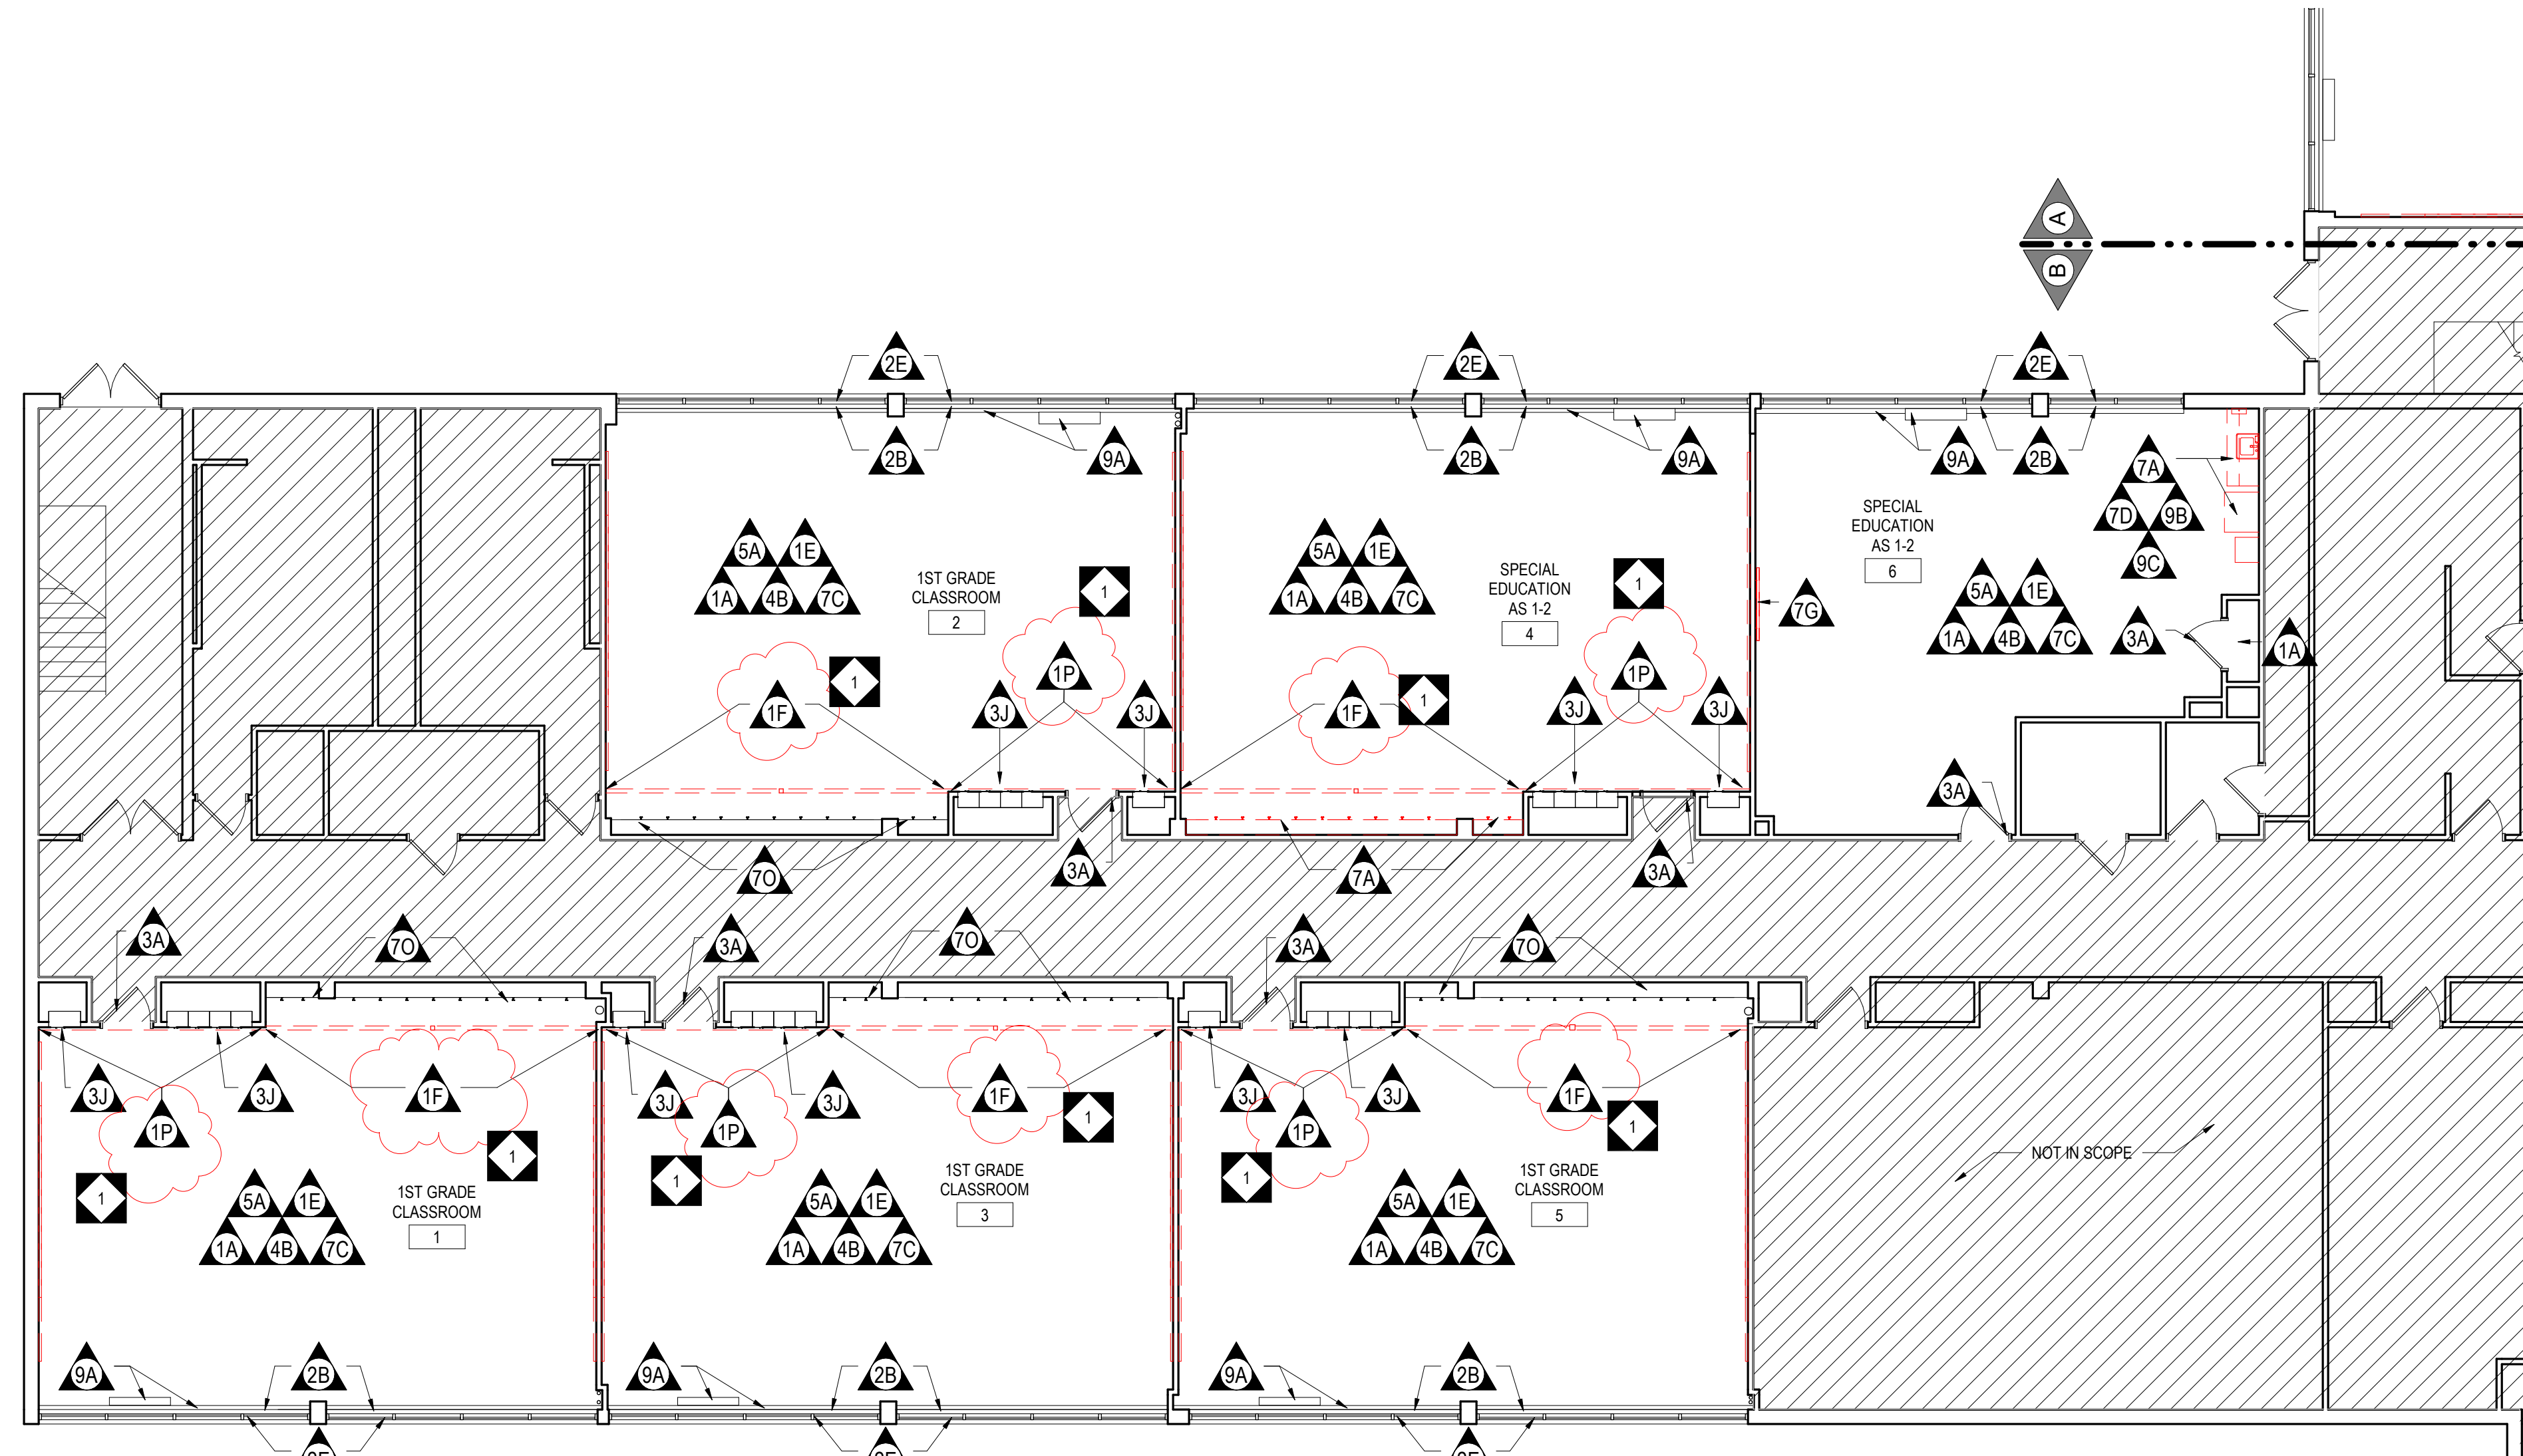 A
B
2E
2E
2E
2B
9A
2B
9A
9A
2B
7A
7D
9B
9C
5A
1E
1A
4B
7C
1ST GRADE
CLASSROOM
2
1
1P
1F
1
3J
3J
5A
1E
1A
4B
7C
SPECIAL
EDUCATION
AS 1-2
4
1
1P
1F
1
3J
3J
7G
SPECIAL
EDUCATION
AS 1-2
6
5A
1E
1A
4B
7C
3A
1A
3A
7O
3A
7A
3A
3A
7O
3A
7O
3A
7O
3J
1P
3J
1F
1
1
3J
1P
3J
1F
1
1
3J
1P
3J
1F
1
1
5A
1E
1A
4B
7C
1ST GRADE
CLASSROOM
1
5A
1E
1A
4B
7C
1ST GRADE
CLASSROOM
3
5A
1E
1A
4B
7C
1ST GRADE
CLASSROOM
5
NOT IN SCOPE
9A
2B
9A
2B
9A
2B